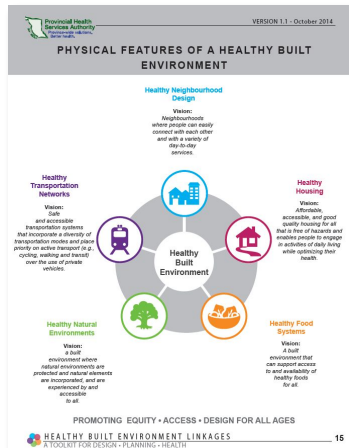 Provincial Health
Services Authority
Province-wide solutions.
Better health.
VERSION 1.1 - October 2014
PHYSICAL FEATURES OF A HEALTHY BUILT
ENVIRONMENT
Healthy Neighbourhood
Design
Vision:
Neighbourhoods
where people can easily
connect with each other
and with a variety of
day-to-day
services.
Healthy
Transportation
Networks
Vision:
Safe
and accessible
transportation systems
that incorporate a diversity of
transportation modes and place
priority on active transport (e.g.,
cycling, walking and transit)
over the use of private
vehicles.
Healthy
Housing
Vision:
Affordable,
accessible, and good
quality housing for all
that is free of hazards and
enables people to engage
in activities of daily living
while optimizing their
health.
Healthy
Built
Environment
Healthy Natural
Environments
Vision:
a built
environment where
natural environments are
protected and natural elements
are incorporated, and are
experienced by and
accessible
to all.
Healthy Food
Systems
Vision:
A built
environment that
can support access
to and availability of
healthy foods
for all.
PROMOTING EQUITY • ACCESS • DESIGN FOR ALL AGES
HEALTHY BUILT ENVIRONMENT LINKAGES
A TOOLKIT FOR DESIGN • PLANNING • HEALTH
15